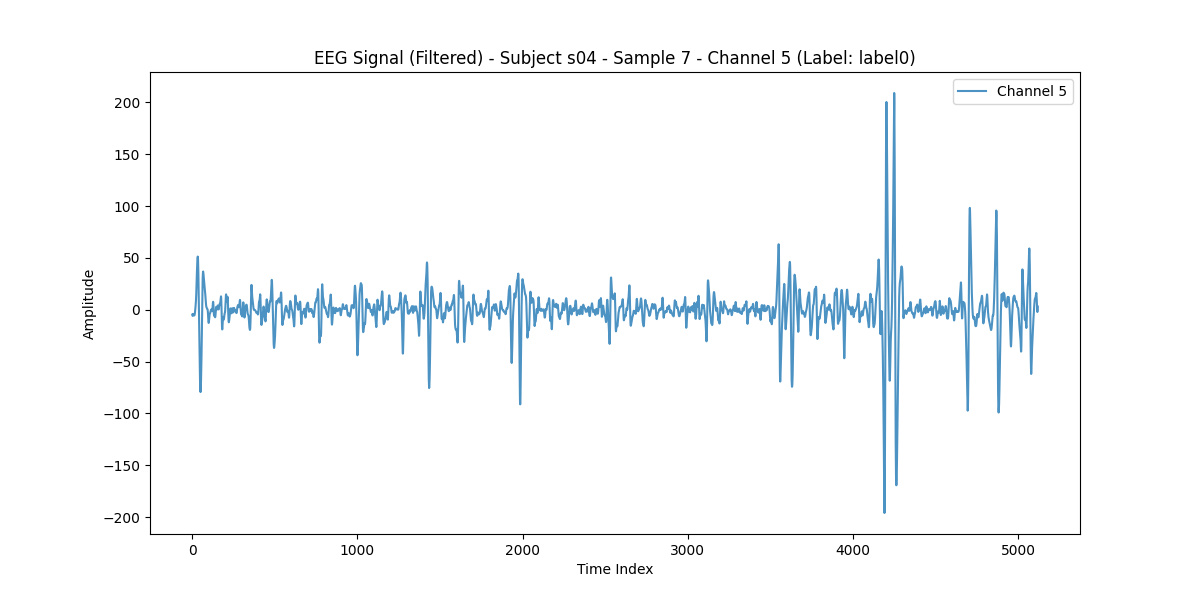 EEG Signal (Filtered) - Subject s04 - Sample 7 - Channel 5 (Label: label0)
Channel 5
200
150
100
50
0
−50
−100
−150
−200
Amplitude
0 1000 2000 3000 4000 5000
Time Index